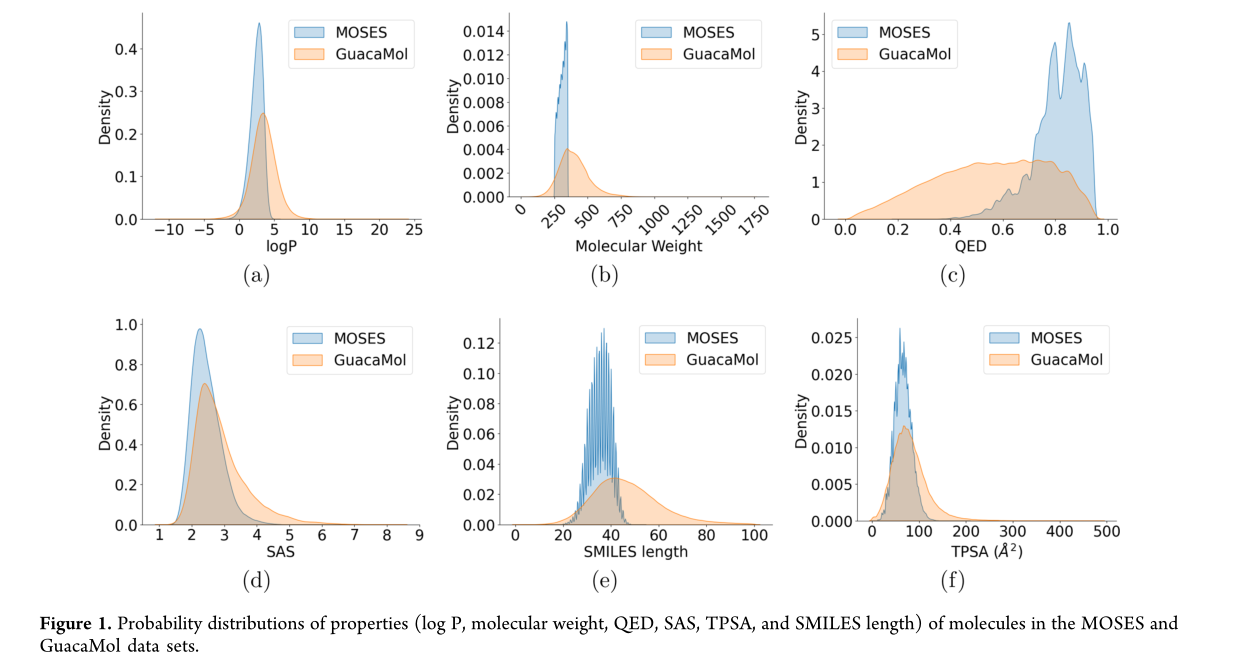 MOSES
GuacaMol
Density
0.4
0.3
0.2
0.1
0.0
−10 −5 0 5 10 15 20 25
logP
(a)
MOSES
GuacaMol
Density
0.014
0.012
0.010
0.008
0.006
0.004
0.002
0.000
0 250 500 750 1000 1250 1500 1750
Molecular Weight
(b)
MOSES
GuacaMol
Density
5
4
3
2
1
0
0.0 0.2 0.4 0.6 0.8 1.0
QED
(c)
MOSES
GuacaMol
Density
1.0
0.8
0.6
0.4
0.2
0.0
1 2 3 4 5 6 7 8 9
SAS
(d)
MOSES
GuacaMol
Density
0.12
0.10
0.08
0.06
0.04
0.02
0.00
0 20 40 60 80 100
SMILES length
(e)
MOSES
GuacaMol
Density
0.025
0.020
0.015
0.010
0.005
0.000
0 100 200 300 400 500
TPSA (Å²)
(f)
Figure 1. Probability distributions of properties (log P, molecular weight, QED, SAS, TPSA, and SMILES length) of molecules in the MOSES and
GuacaMol data sets.